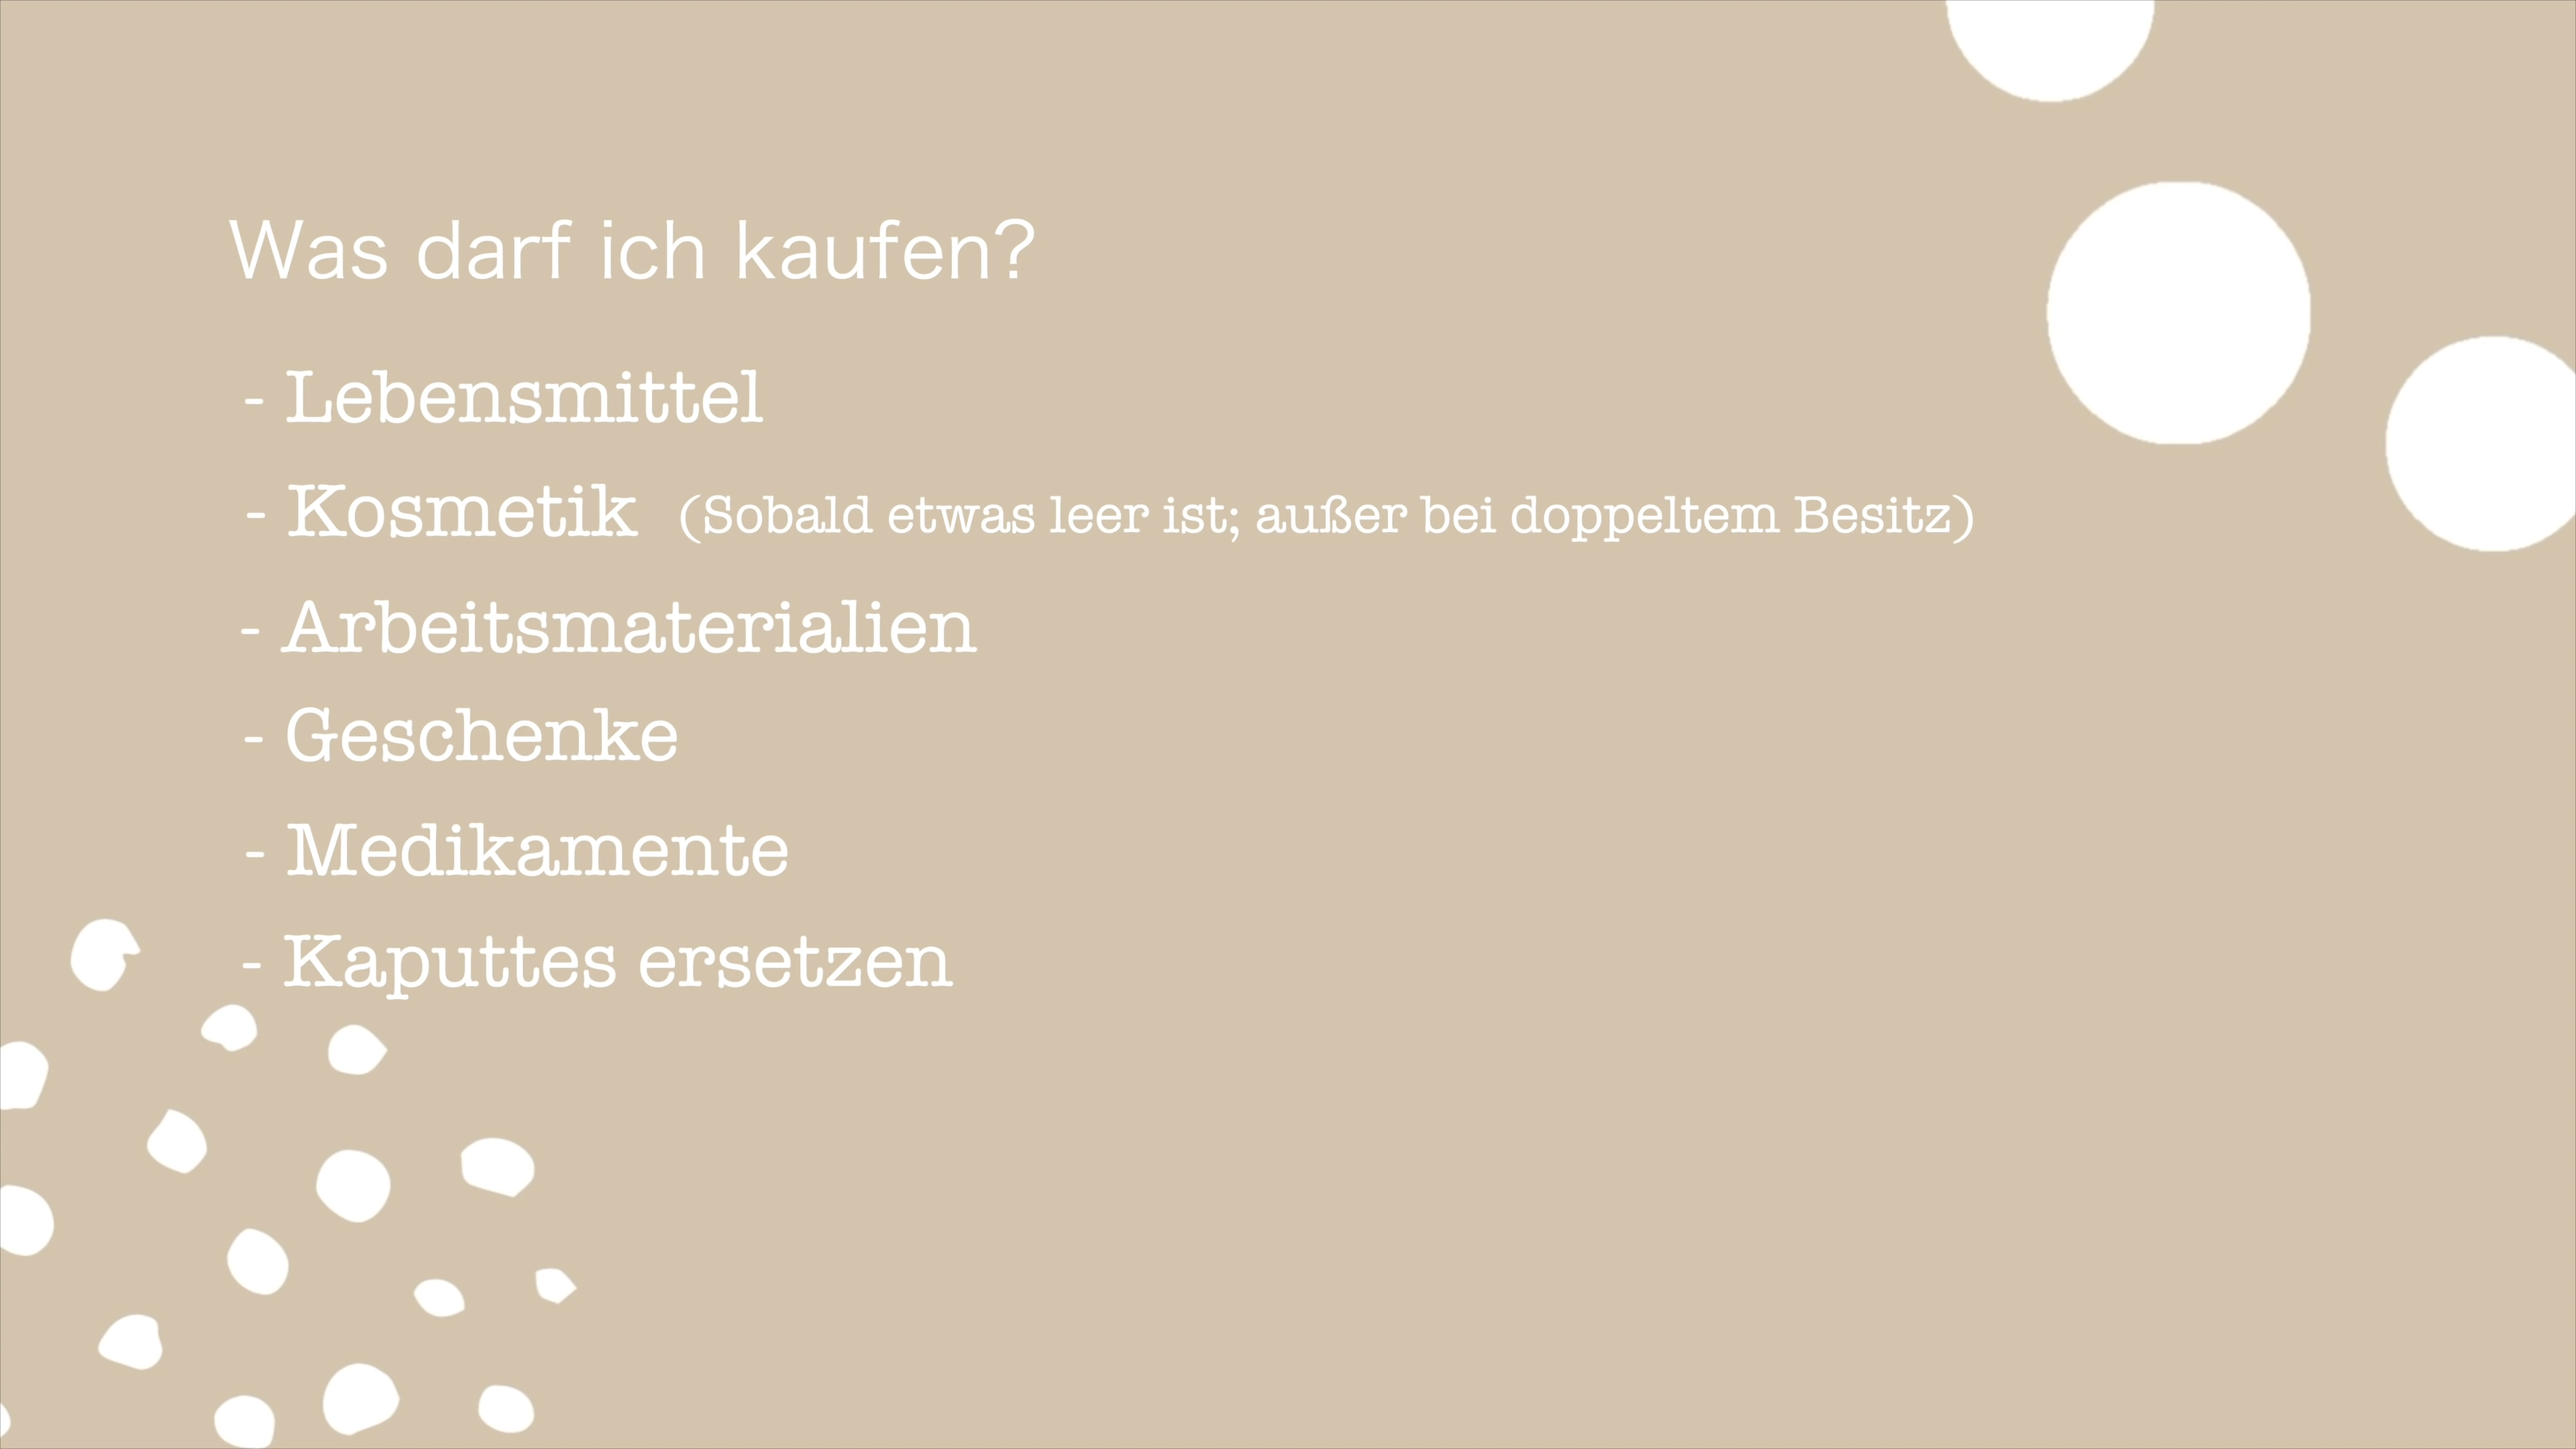 Was darf ich kaufen?
- Lebensmittel
- Kosmetik (Sobald etwas leer ist; außer bei doppeltem Besitz)
- Arbeitsmaterialien
- Geschenke
- Medikamente
- Kaputtes ersetzen